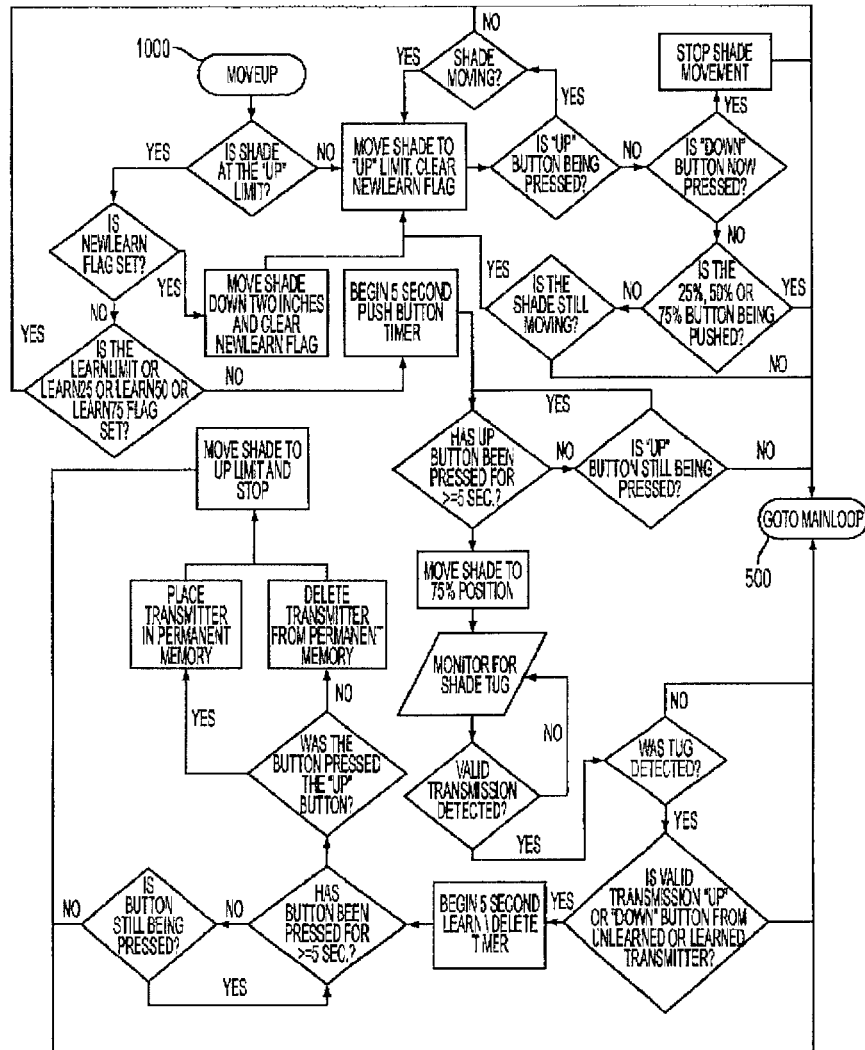 1000
MOVEUP
IS SHADE
AT THE "UP"
LIMIT?
YES
NO
MOVE SHADE TO
"UP" LIMIT, CLEAR
NEWLEARN FLAG
SHADE
MOVING?
YES
NO
YES
IS "UP"
BUTTON BEING
PRESSED?
NO
STOP SHADE
MOVEMENT
YES
IS "DOWN"
BUTTON NOW
PRESSED?
NO
IS THE
25%, 50% OR
75% BUTTON BEING
PUSHED?
YES
NO
IS THE
SHADE STILL
MOVING?
YES
NO
IS
NEWLEARN
FLAG SET?
YES
NO
MOVE SHADE
DOWN TWO INCHES
AND CLEAR
NEWLEARN FLAG
BEGIN 5 SECOND
PUSH BUTTON
TIMER
YES
IS THE
LEARNLIMIT OR
LEARN25 OR LEARN50 OR
LEARN75 FLAG
SET?
NO
YES
HAS UP
BUTTON BEEN
PRESSED FOR
>=5 SEC.?
NO
IS "UP"
BUTTON STILL BEING
PRESSED?
NO
GOTO MAINLOOP
500
MOVE SHADE TO
UP LIMIT AND
STOP
MOVE SHADE TO
75% POSITION
PLACE
TRANSMITTER
IN PERMANENT
MEMORY
DELETE
TRANSMITTER
FROM PERMANENT
MEMORY
MONITOR FOR
SHADE TUG
NO
YES
NO
WAS THE
BUTTON PRESSED
THE "UP"
BUTTON?
VALID
TRANSMISSION
DETECTED?
YES
NO
WAS TUG
DETECTED?
YES
IS VALID
TRANSMISSION "UP"
OR "DOWN" BUTTON FROM
UNLEARNED OR LEARNED
TRANSMITTER?
YES
BEGIN 5 SECOND
LEARN \ DELETE
TIMER
HAS
BUTTON BEEN
PRESSED FOR
>=5 SEC.?
NO
IS
BUTTON
STILL BEING
PRESSED?
NO
YES